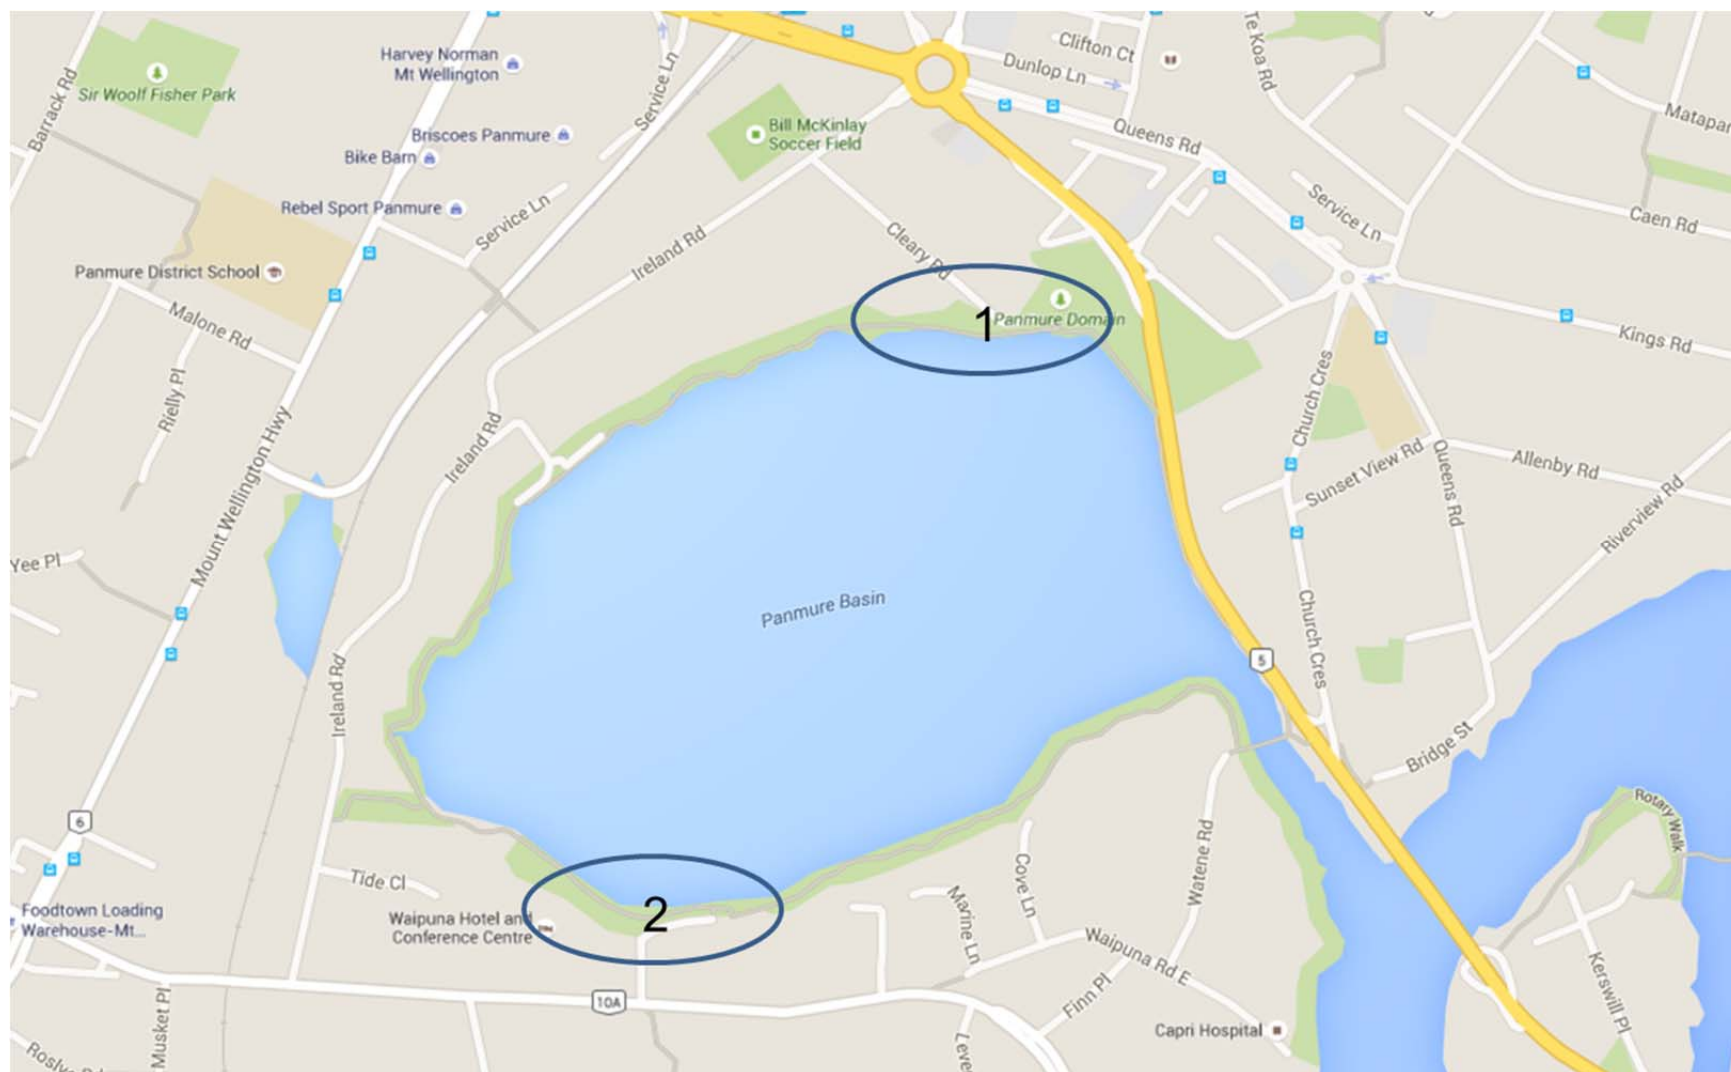 Harvey Norman
Mt Wellington
Sir Woolf Fisher Park
Barrack Rd
Service Ln
Clifton Ct
Dunlop Ln
Te Koa Rd
Briscoes Panmure
Bike Barn
Bill McKinlay
Soccer Field
Queens Rd
Rebel Sport Panmure
Service Ln
Service Ln
Caen Rd
Panmure District School
Ireland Rd
Cleary Rd
Malone Rd
1
Panmure Domain
Kings Rd
Rielly Pl
Church Cres
Mount Wellington Hwy
Ireland Rd
Sunset View Rd
Queens Rd
Allenby Rd
Riverview Rd
Yee Pl
Panmure Basin
Church Cres
5
Ireland Rd
Bridge St
6
Rotary Walk
Tide Cl
Cove Ln
Watene Rd
Marine Ln
Foodtown Loading
Warehouse-Mt...
Waipuna Hotel and
Conference Centre
2
Waipuna Rd E
Finn Pl
Kerswill Pl
10A
Musket Pl
Capri Hospital